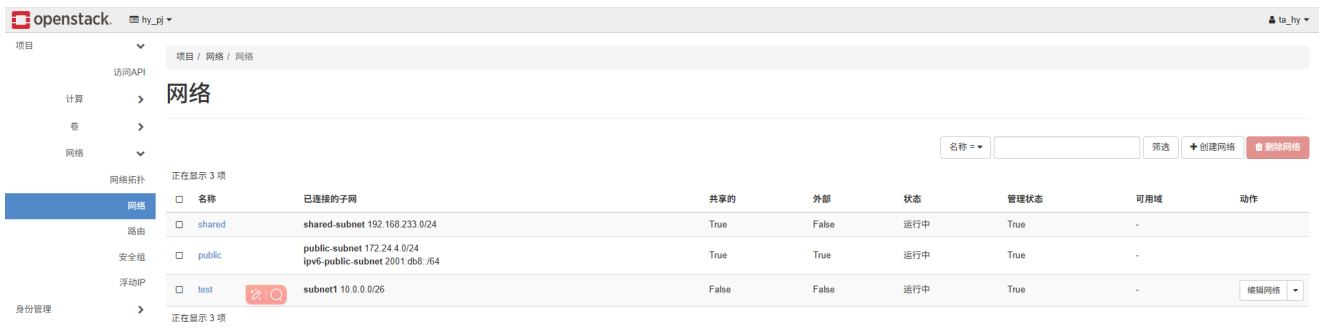 openstack. hy_pj ta_hy
项目
访问API
计算
卷
网络
网络拓扑
网络
路由
安全组
浮动IP
身份管理
项目 / 网络 / 网络
网络
名称 = 筛选 +创建网络 删除网络
正在显示 3 项
名称 已连接的子网 共享的 外部 状态 管理状态 可用域 动作
shared shared-subnet 192.168.233.0/24 True False 运行中 True -
public public-subnet 172.24.4.0/24 True True 运行中 True -
ipv6-public-subnet 2001:db8::/64
test subnet1 10.0.0.0/26 False False 运行中 True - 编辑网络
正在显示 3 项